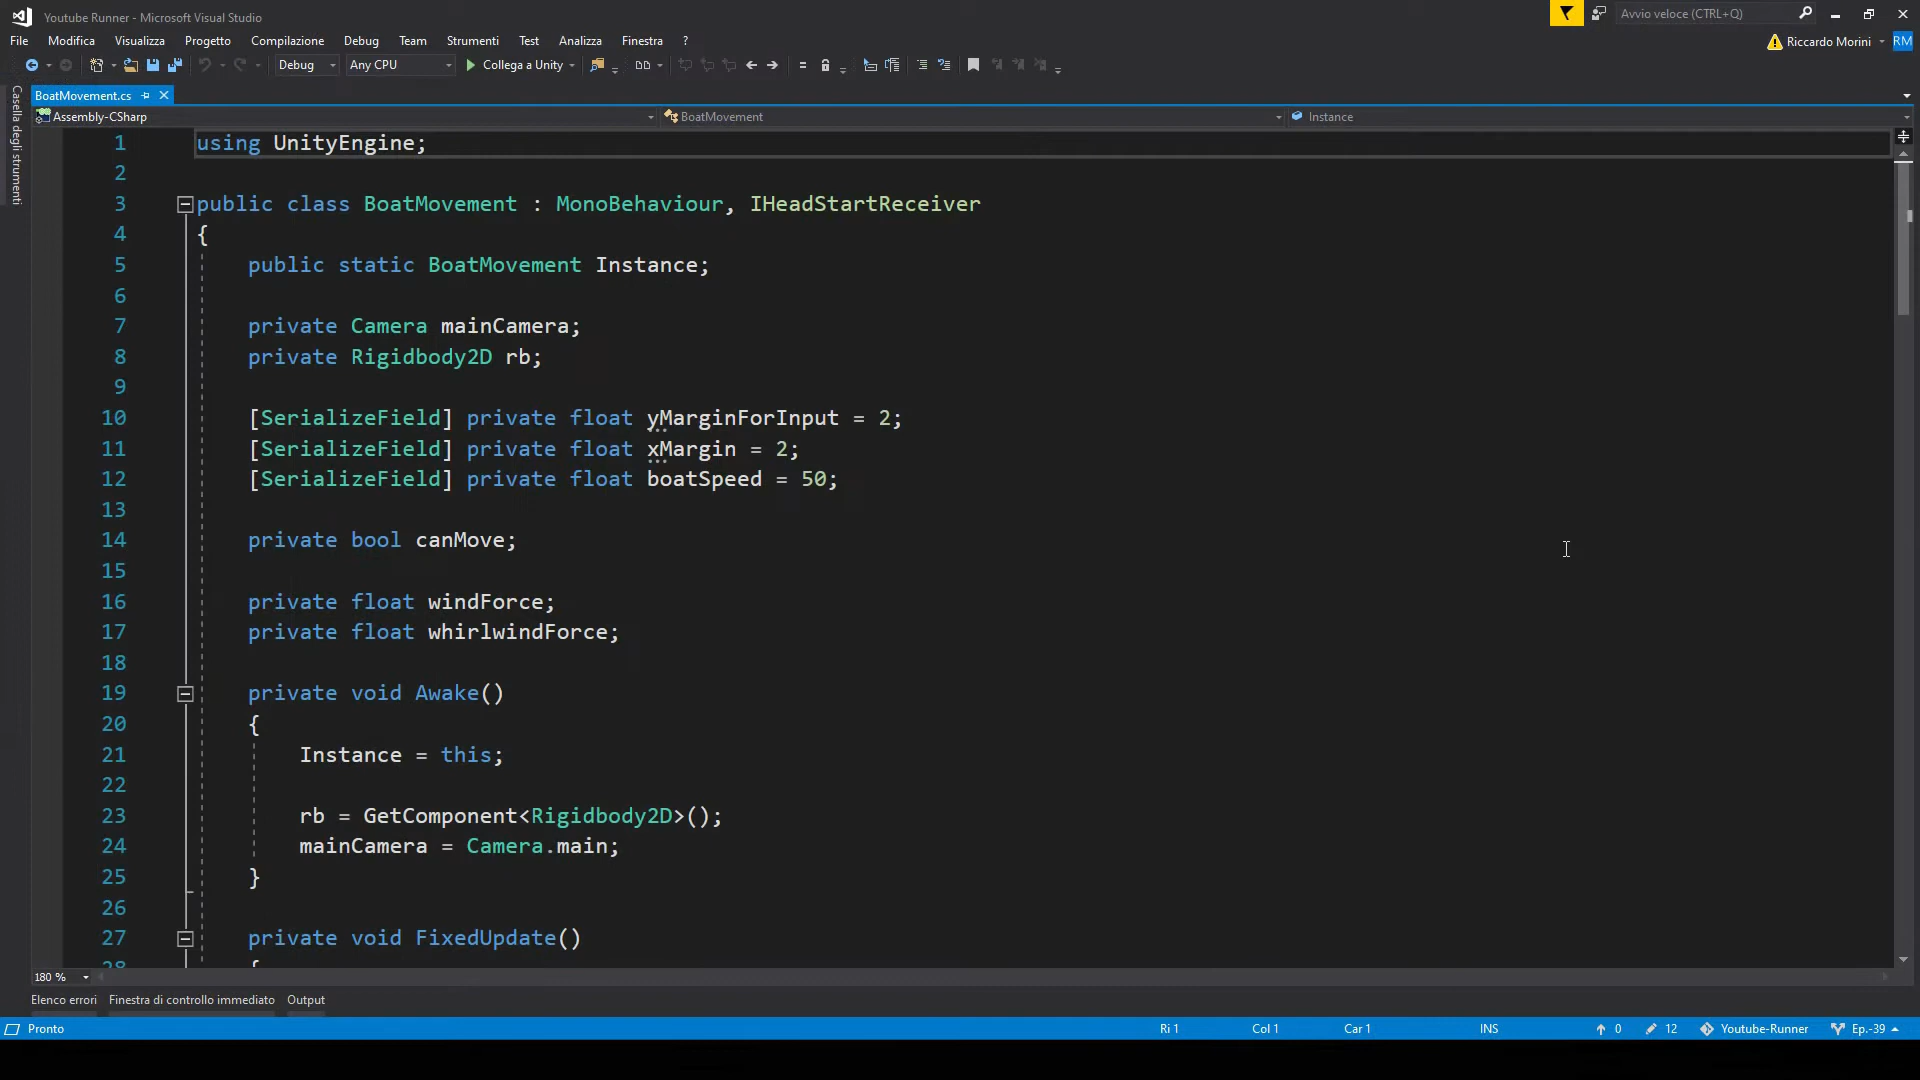 Youtube Runner - Microsoft Visual Studio
Avvio veloce (CTRL+Q)
File Modifica Visualizza Progetto Compilazione Debug Team Strumenti Test Analizza Finestra ?
Riccardo Morini RM
Debug Any CPU Collega a Unity
BoatMovement.cs
Casella degli strumenti
Assembly-CSharp BoatMovement Instance
1 using UnityEngine;
2
3 public class BoatMovement : MonoBehaviour, IHeadStartReceiver
4 {
5 public static BoatMovement Instance;
6
7 private Camera mainCamera;
8 private Rigidbody2D rb;
9
10 [SerializeField] private float yMarginForInput = 2;
11 [SerializeField] private float xMargin = 2;
12 [SerializeField] private float boatSpeed = 50;
13
14 private bool canMove;
15
16 private float windForce;
17 private float whirlwindForce;
18
19 private void Awake()
20 {
21 Instance = this;
22
23 rb = GetComponent<Rigidbody2D>();
24 mainCamera = Camera.main;
25 }
26
27 private void FixedUpdate()
28 {
180 %
Elenco errori Finestra di controllo immediato Output
Pronto Ri 1 Col 1 Car 1 INS 0 12 Youtube-Runner Ep.-39